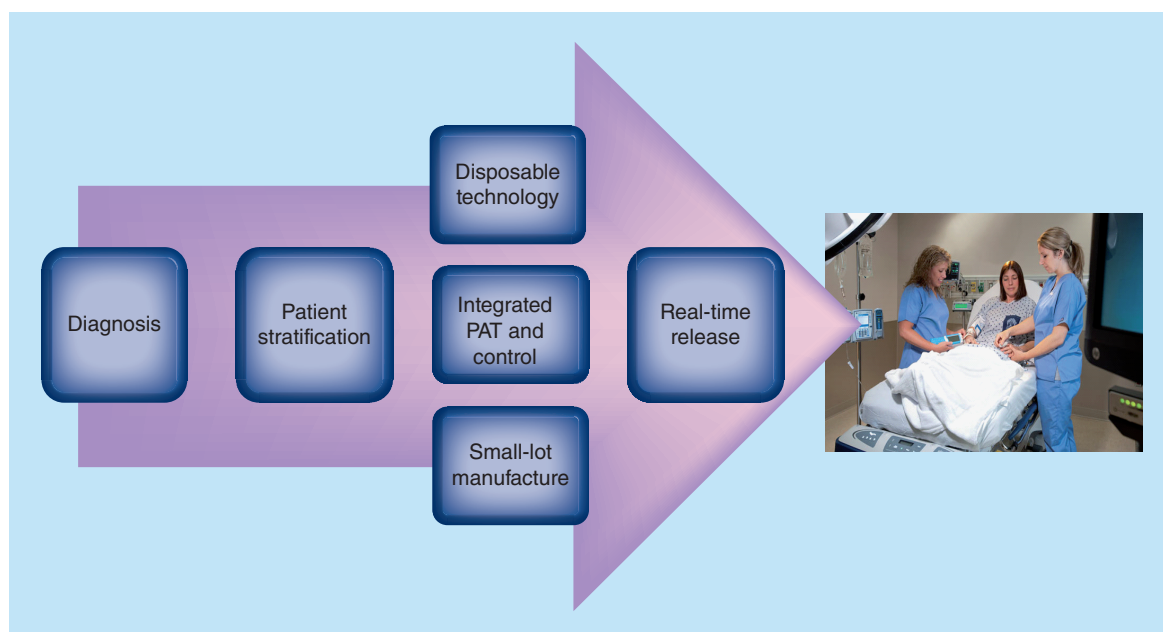 Diagnosis
Patient
stratification
Disposable
technology
Integrated
PAT and
control
Small-lot
manufacture
Real-time
release